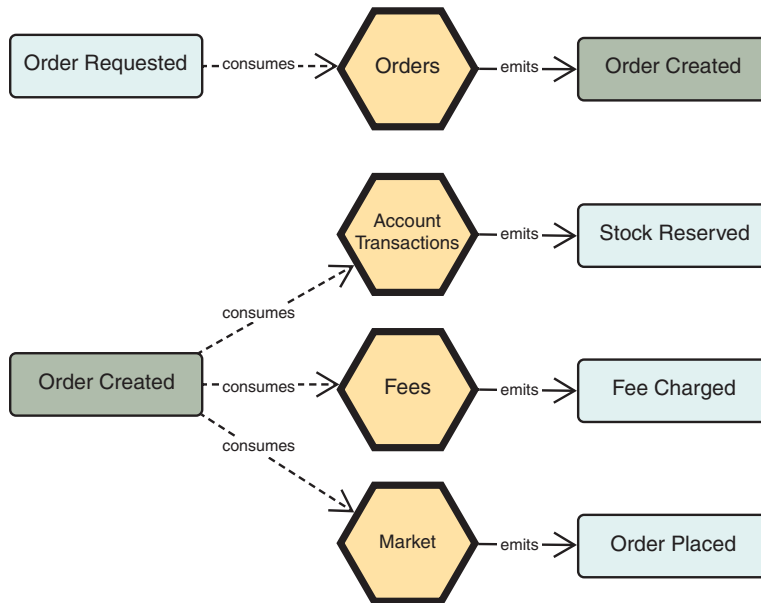 Order Requested
consumes
Orders
emits
Order Created
Account
Transactions
emits
Stock Reserved
consumes
Order Created
consumes
Fees
emits
Fee Charged
consumes
Market
emits
Order Placed